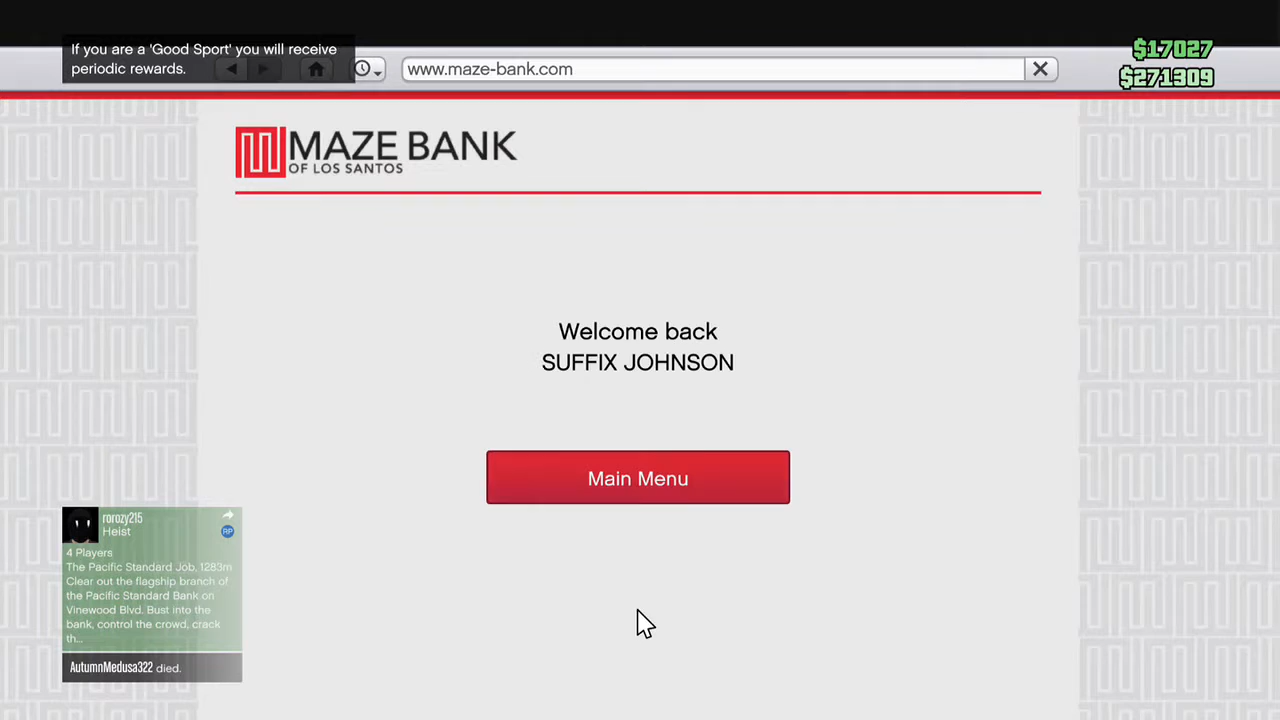 If you are a 'Good Sport' you will receive
periodic rewards.
www.maze-bank.com
$17027
$271309
MAZE BANK
OF LOS SANTOS
Welcome back
SUFFIX JOHNSON
Main Menu
rorozy215
Heist
RP
4 Players
The Pacific Standard Job, 1283m
Clear out the flagship branch of
the Pacific Standard Bank on
Vinewood Blvd. Bust into the
bank, control the crowd, crack
th...
AutumnMedusa322 died.